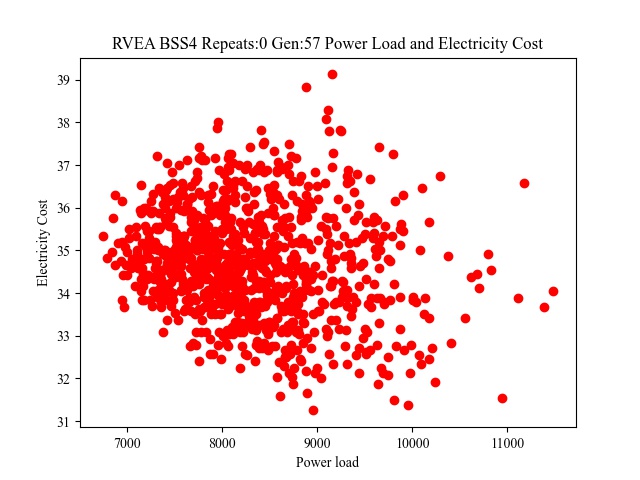 RVEA BSS4 Repeats:0 Gen:57 Power Load and Electricity Cost
39
38
37
36
35
34
33
32
31
Electricity Cost
7000 8000 9000 10000 11000
Power load